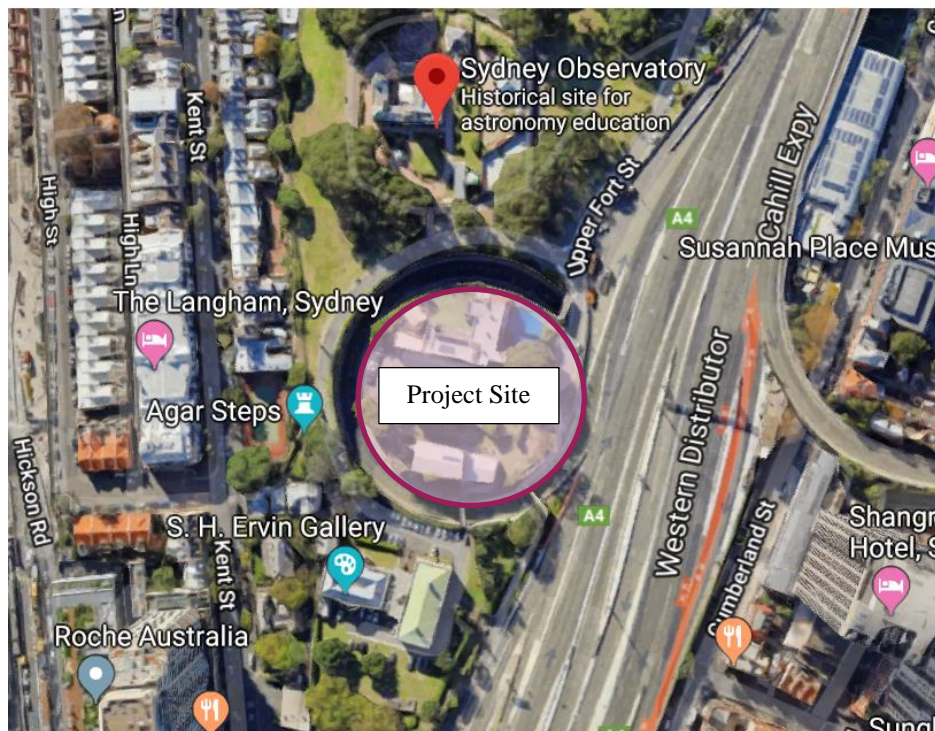 Sydney Observatory
Historical site for
astronomy education
Kent St
Cahill Expy
High St
High Ln
Upper Fort St
A4
Susannah Place Mus
The Langham, Sydney
Project Site
Agar Steps
Western Distributor
Hickson Rd
A4
S. H. Ervin Gallery
Kent St
Cumberland St
Shangr
Hotel, S
Roche Australia